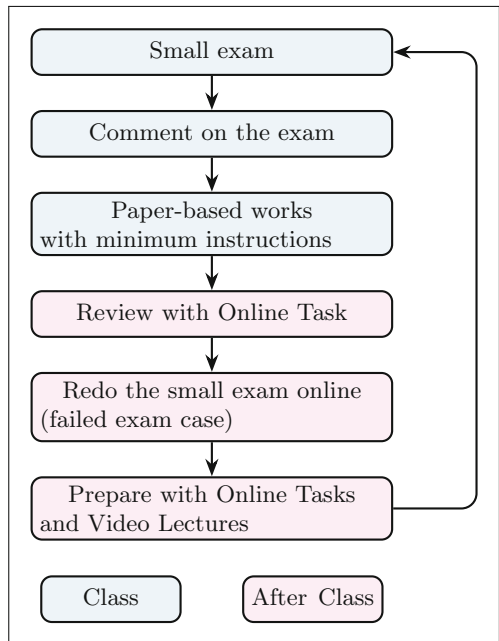 Small exam
Comment on the exam
Paper-based works
with minimum instructions
Review with Online Task
Redo the small exam online
(failed exam case)
Prepare with Online Tasks
and Video Lectures
Class
After Class